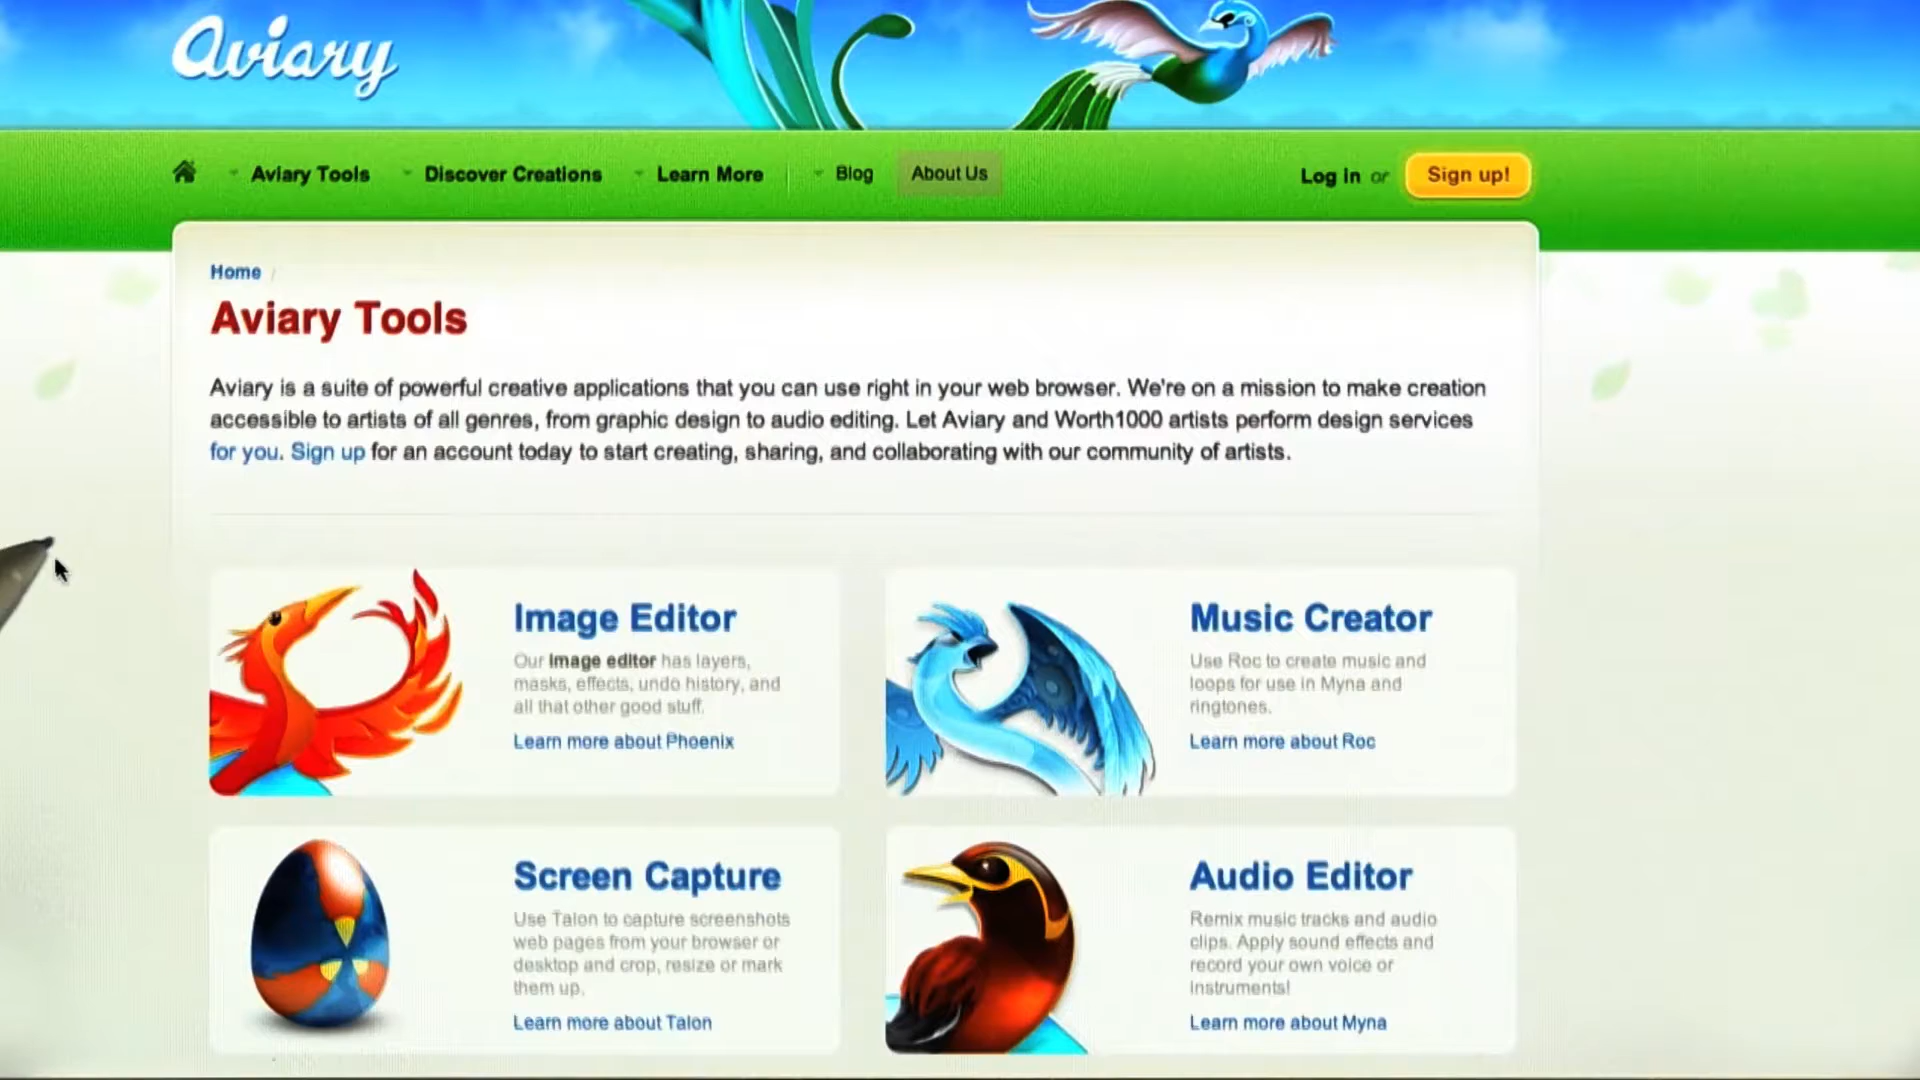 Aviary
Aviary Tools Discover Creations Learn More Blog About Us Log In or Sign up!
Home /
Aviary Tools
Aviary is a suite of powerful creative applications that you can use right in your web browser. We're on a mission to make creation
accessible to artists of all genres, from graphic design to audio editing. Let Aviary and Worth1000 artists perform design services
for you. Sign up for an account today to start creating, sharing, and collaborating with our community of artists.
Image Editor
Our image editor has layers,
masks, effects, undo history, and
all that other good stuff.
Learn more about Phoenix
Music Creator
Use Roc to create music and
loops for use in Myna and
ringtones.
Learn more about Roc
Screen Capture
Use Talon to capture screenshots
web pages from your browser or
desktop and crop, resize or mark
them up.
Learn more about Talon
Audio Editor
Remix music tracks and audio
clips. Apply sound effects and
record your own voice or
instruments!
Learn more about Myna